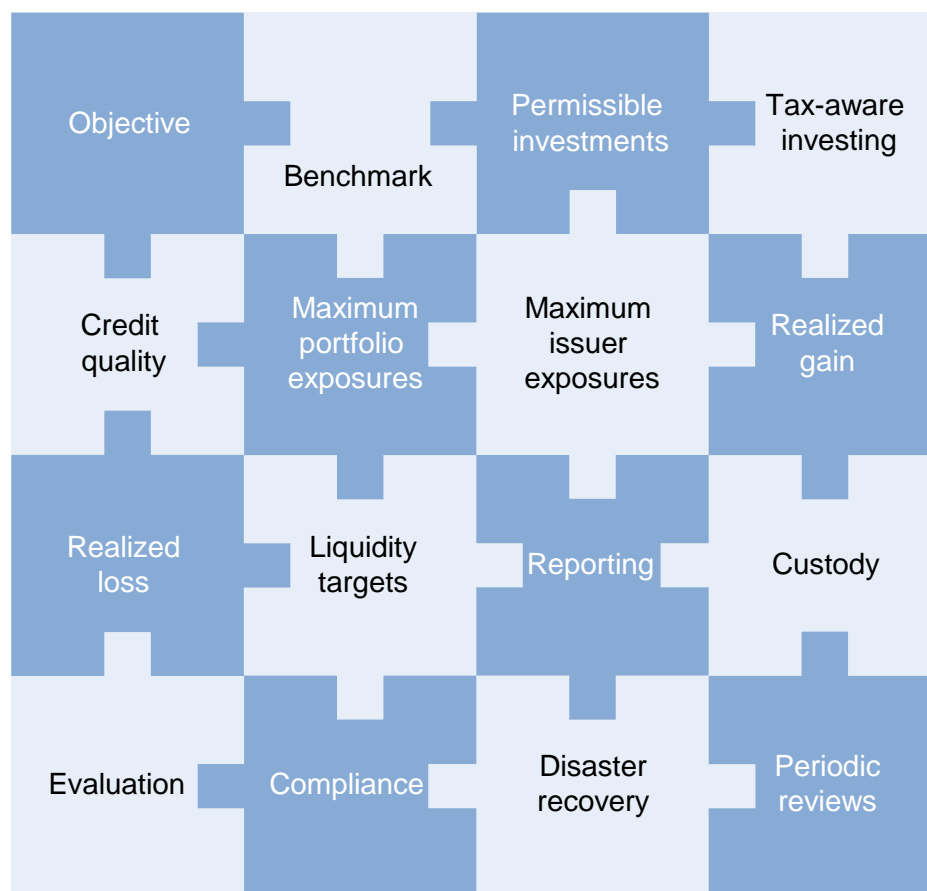 Objective
Benchmark
Permissible
investments
Tax-aware
investing
Credit
quality
Maximum
portfolio
exposures
Maximum
issuer
exposures
Realized
gain
Realized
loss
Liquidity
targets
Reporting
Custody
Evaluation
Compliance
Disaster
recovery
Periodic
reviews